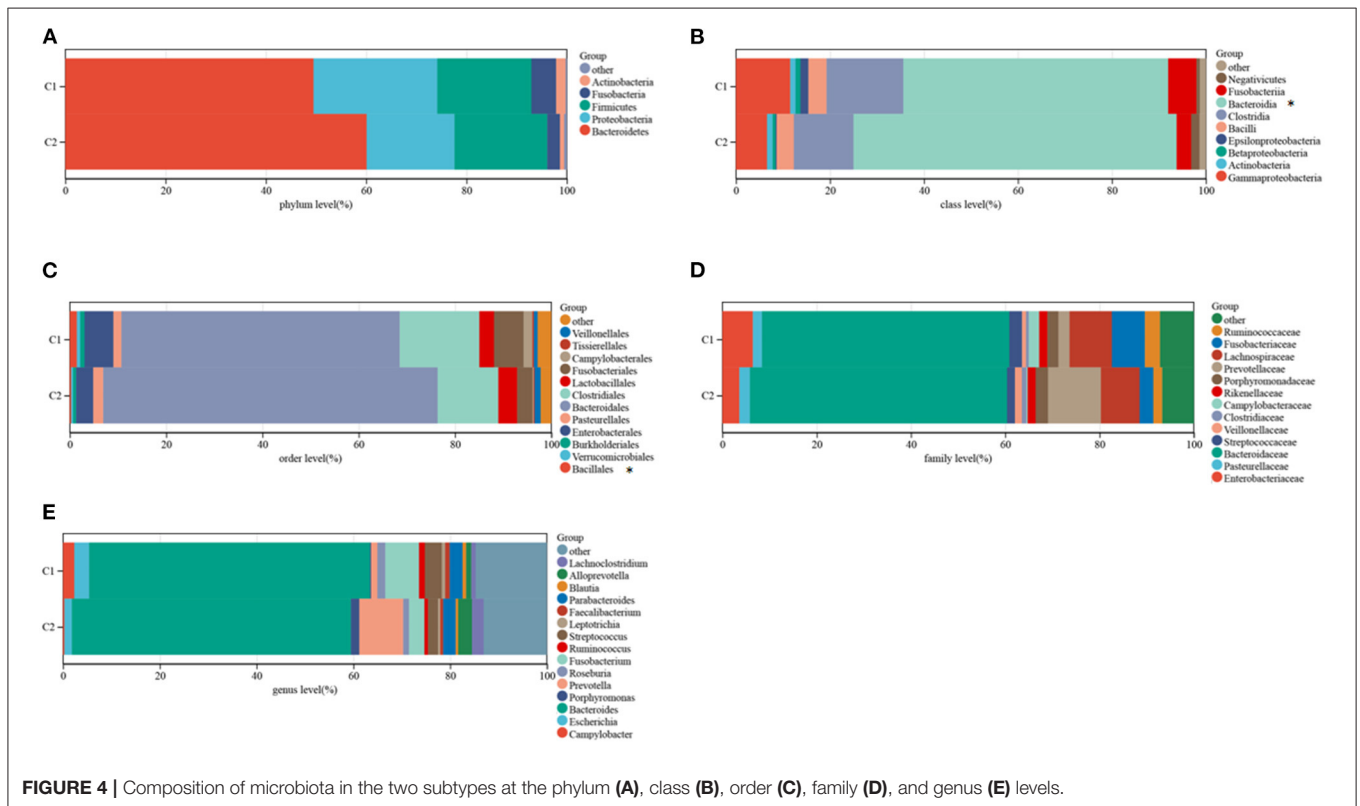 A
C1
C2
0 20 40 60 80 100
phylum level(%)
Group
other
Actinobacteria
Fusobacteria
Firmicutes
Proteobacteria
Bacteroidetes
B
C1
C2
0 20 40 60 80 100
class level(%)
Group
other
Negativicutes
Fusobacteriia
Bacteroidia *
Clostridia
Bacilli
Epsilonproteobacteria
Betaproteobacteria
Actinobacteria
Gammaproteobacteria
C
C1
C2
0 20 40 60 80 100
order level(%)
Group
other
Veillonellales
Tissierellales
Campylobacterales
Fusobacteriales
Lactobacillales
Clostridiales
Bacteroidales
Pasteurellales
Enterobacterales
Burkholderiales
Verrucomicrobiales
Bacillales *
D
C1
C2
0 20 40 60 80 100
family level(%)
Group
other
Ruminococcaceae
Fusobacteriaceae
Lachnospiraceae
Prevotellaceae
Porphyromonadaceae
Rikenellaceae
Campylobacteraceae
Clostridiaceae
Veillonellaceae
Streptococcaceae
Bacteroidaceae
Pasteurellaceae
Enterobacteriaceae
E
C1
C2
0 20 40 60 80 100
genus level(%)
Group
other
Lachnoclostridium
Alloprevotella
Blautia
Parabacteroides
Faecalibacterium
Leptotrichia
Streptococcus
Ruminococcus
Fusobacterium
Roseburia
Prevotella
Porphyromonas
Bacteroides
Escherichia
Campylobacter
FIGURE 4 | Composition of microbiota in the two subtypes at the phylum (A), class (B), order (C), family (D), and genus (E) levels.